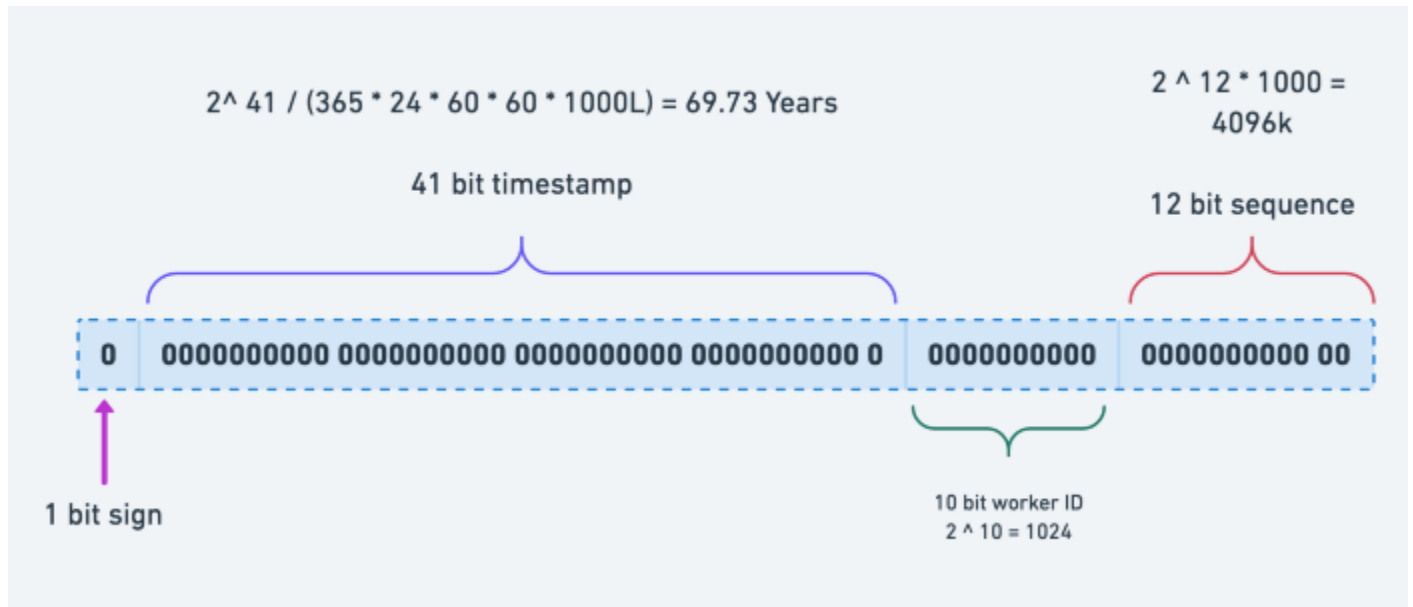 2^ 41 / (365 * 24 * 60 * 60 * 1000L) = 69.73 Years
2 ^ 12 * 1000 =
4096k
41 bit timestamp
12 bit sequence
0 0000000000 0000000000 0000000000 0000000000 0 0000000000 0000000000 00
1 bit sign
10 bit worker ID
2 ^ 10 = 1024